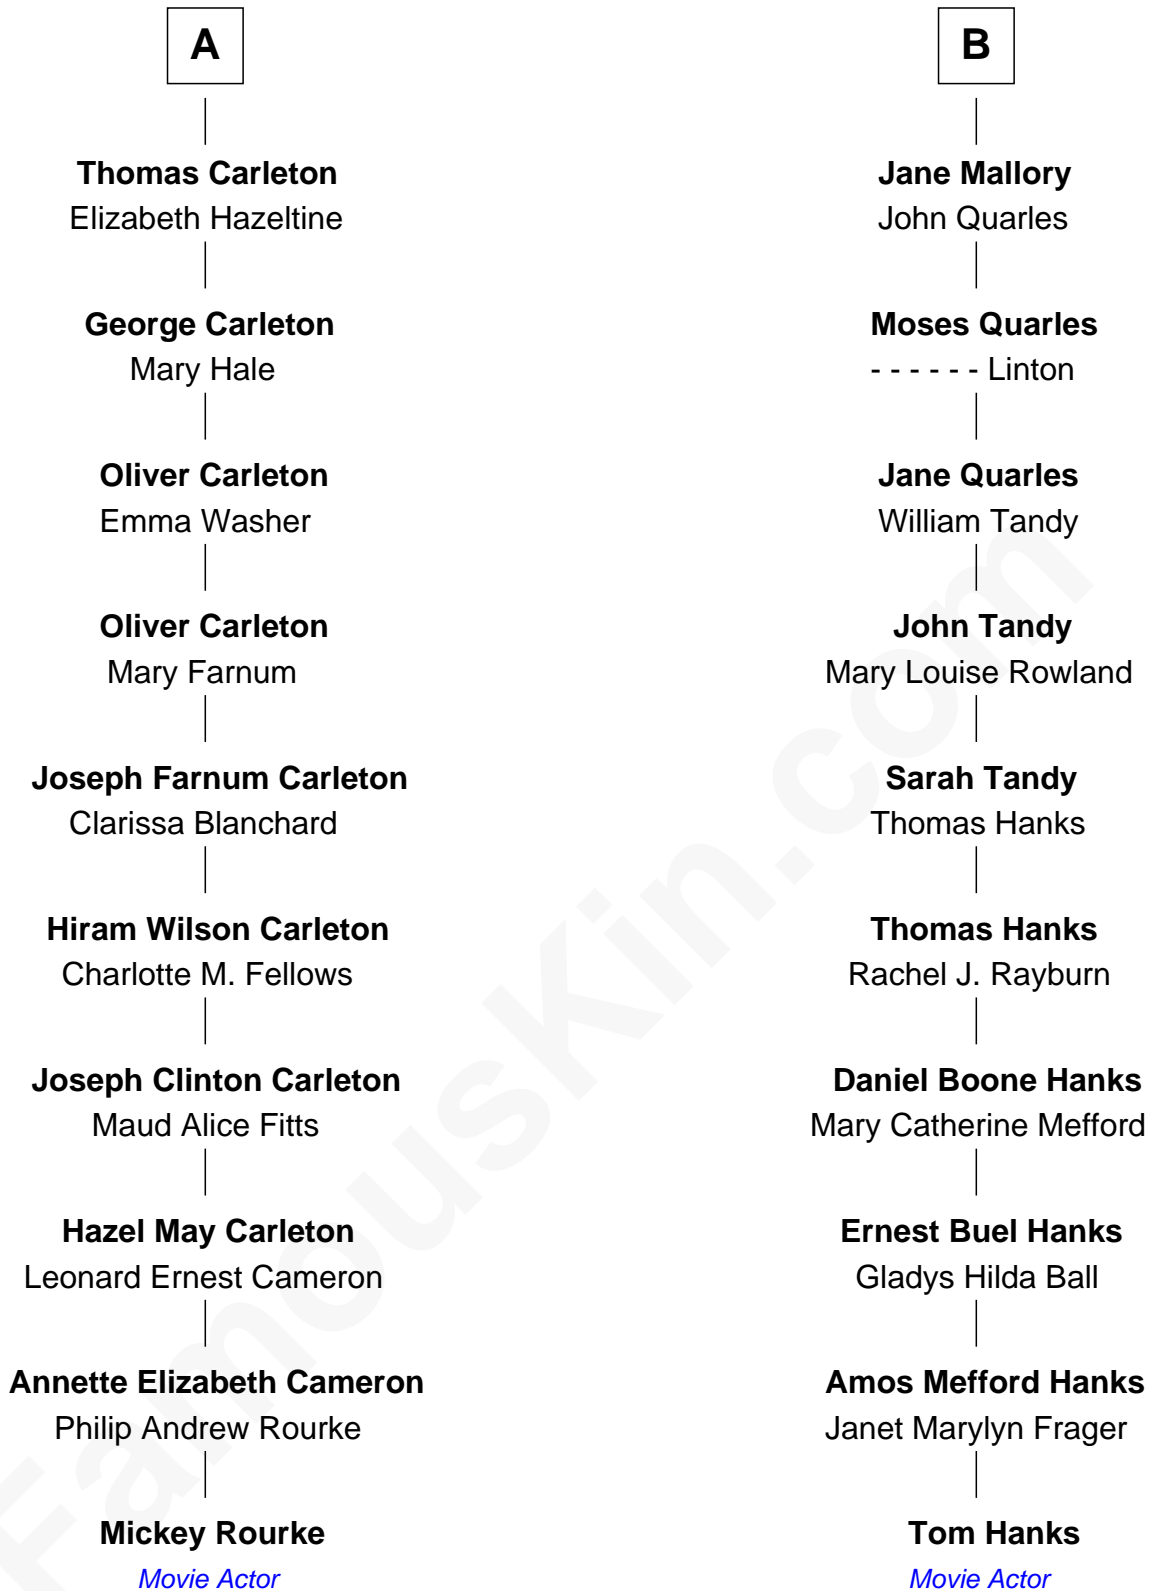 A
Thomas Carleton
Elizabeth Hazeltine
George Carleton
Mary Hale
Oliver Carleton
Emma Washer
Oliver Carleton
Mary Farnum
Joseph Farnum Carleton
Clarissa Blanchard
Hiram Wilson Carleton
Charlotte M. Fellows
Joseph Clinton Carleton
Maud Alice Fitts
Hazel May Carleton
Leonard Ernest Cameron
Annette Elizabeth Cameron
Philip Andrew Rourke
Mickey Rourke
Movie Actor
B
Jane Mallory
John Quarles
Moses Quarles
- - - - - - Linton
Jane Quarles
William Tandy
John Tandy
Mary Louise Rowland
Sarah Tandy
Thomas Hanks
Thomas Hanks
Rachel J. Rayburn
Daniel Boone Hanks
Mary Catherine Mefford
Ernest Buel Hanks
Gladys Hilda Ball
Amos Mefford Hanks
Janet Marylyn Frager
Tom Hanks
Movie Actor
FamousKin.com